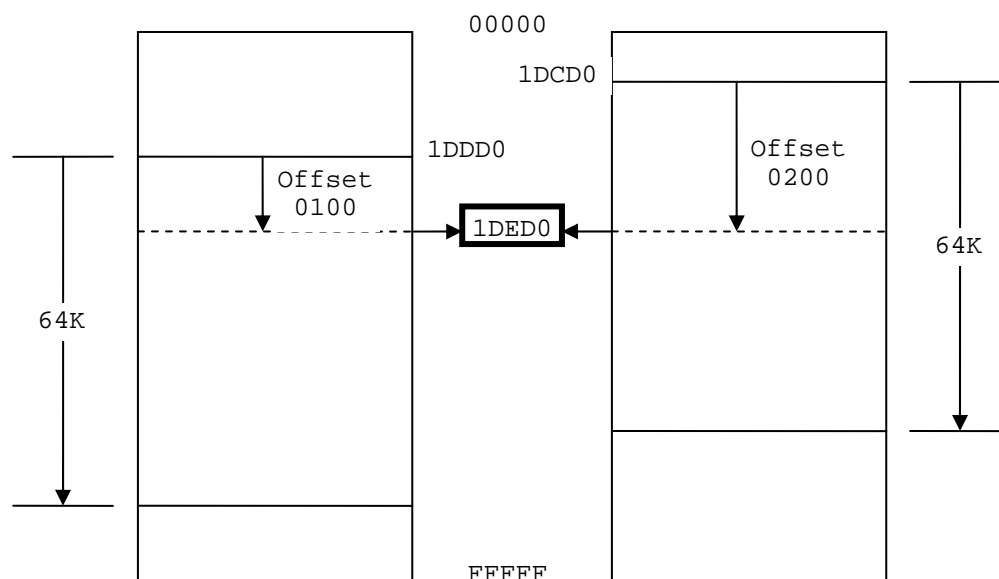 00000
1DCD0
1DDD0
Offset
0100
Offset
0200
1DED0
64K
64K
FFFFF